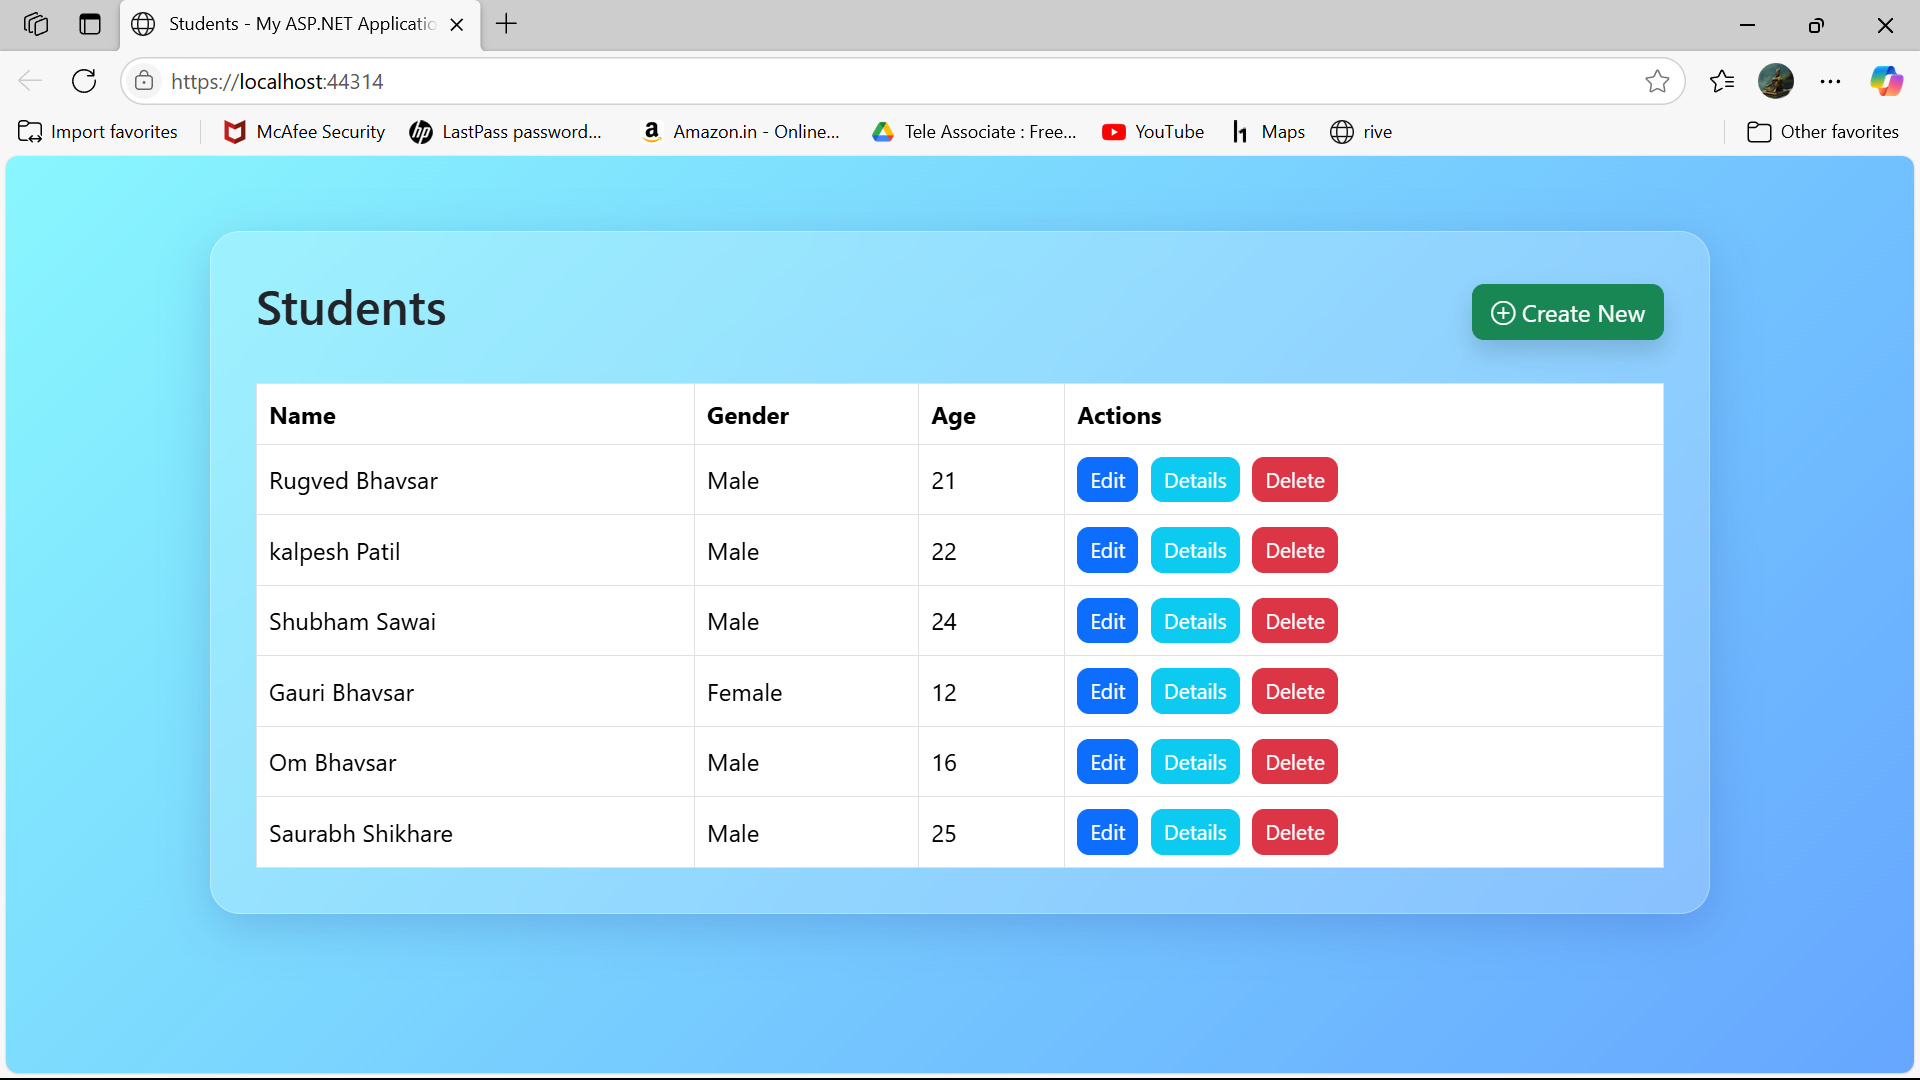 Students - My ASP.NET Applicatio
https://localhost:44314
Import favorites McAfee Security LastPass password... Amazon.in - Online... Tele Associate : Free... YouTube Maps rive Other favorites
Students
Create New
Name Gender Age Actions
Rugved Bhavsar Male 21 Edit Details Delete
kalpesh Patil Male 22 Edit Details Delete
Shubham Sawai Male 24 Edit Details Delete
Gauri Bhavsar Female 12 Edit Details Delete
Om Bhavsar Male 16 Edit Details Delete
Saurabh Shikhare Male 25 Edit Details Delete